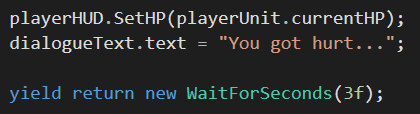 playerHUD.SetHP(playerUnit.currentHP);
dialogueText.text = "You got hurt...";
yield return new WaitForSeconds(3f);